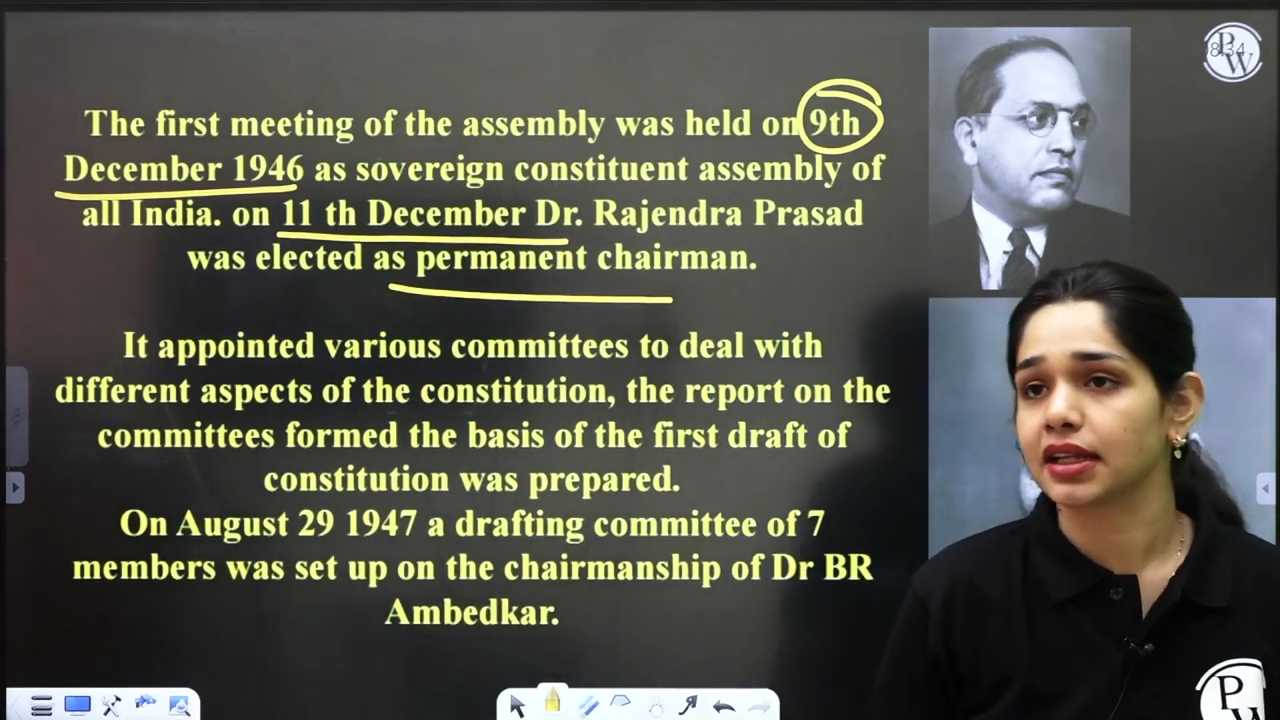 The first meeting of the assembly was held on 9th
December 1946 as sovereign constituent assembly of
all India. on 11 th December Dr. Rajendra Prasad
was elected as permanent chairman.
It appointed various committees to deal with
different aspects of the constitution, the report on the
committees formed the basis of the first draft of
constitution was prepared.
On August 29 1947 a drafting committee of 7
members was set up on the chairmanship of Dr BR
Ambedkar.
PW
PW